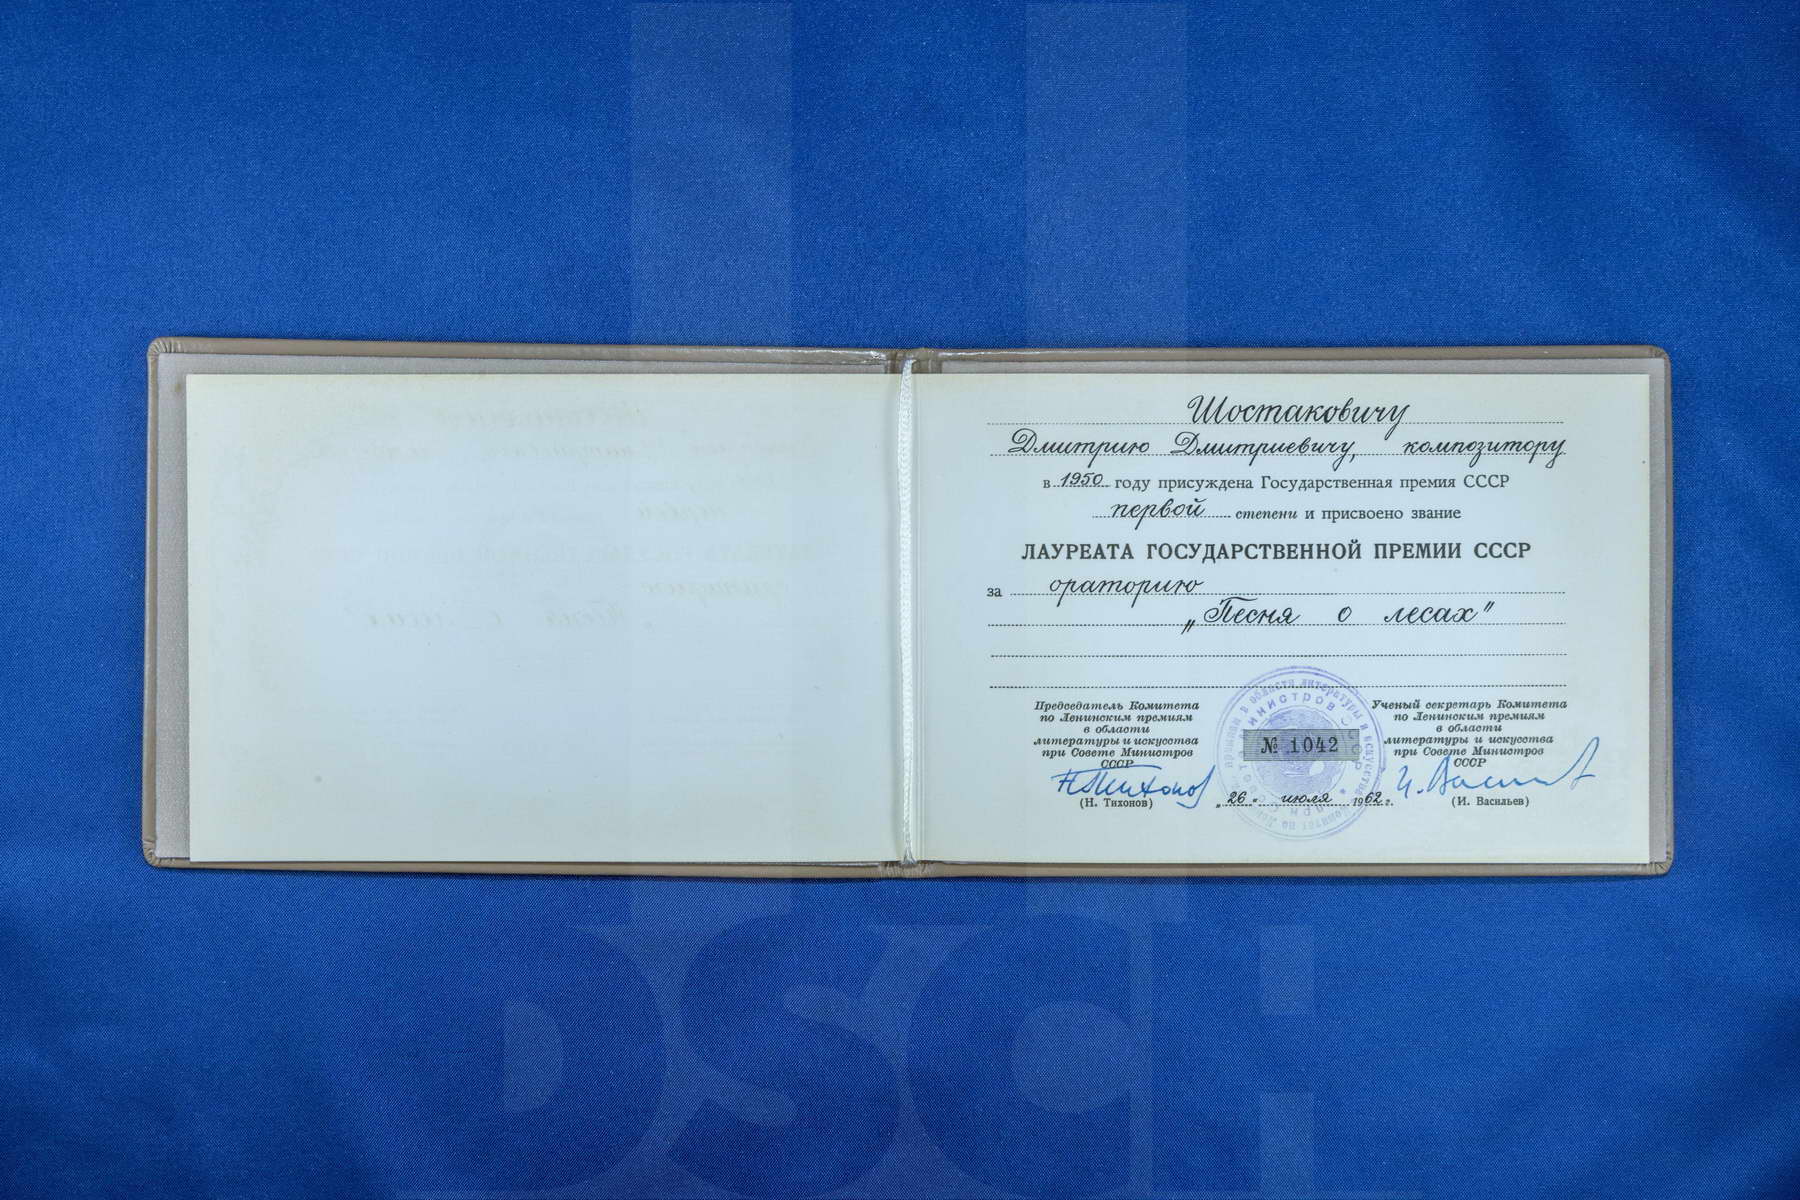 Шостаковичу
Дмитрию Дмитриевичу, композитору
в 1950 году присуждена Государственная премия СССР
первой степени и присвоено звание
ЛАУРЕАТА ГОСУДАРСТВЕННОЙ ПРЕМИИ СССР
за ораторию
„Песня о лесах"
Председатель Комитета
по Ленинским премиям
в области
литературы и искусства
при Совете Министров
СССР
(Н. Тихонов)
№ 1042
„26" июля 1962 г.
Ученый секретарь Комитета
по Ленинским премиям
в области
литературы и искусства
при Совете Министров
СССР
И. Васильев
(И. Васильев)
DSCH